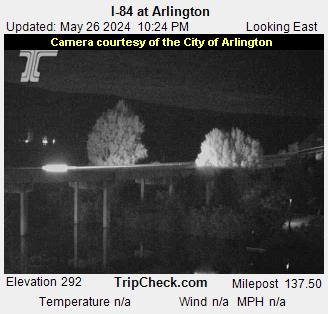 I-84 at Arlington
Updated: May 26 2024 10:24 PM Looking East
Camera courtesy of the City of Arlington
Elevation 292 TripCheck.com Milepost 137.50
Temperature n/a Wind n/a MPH n/a